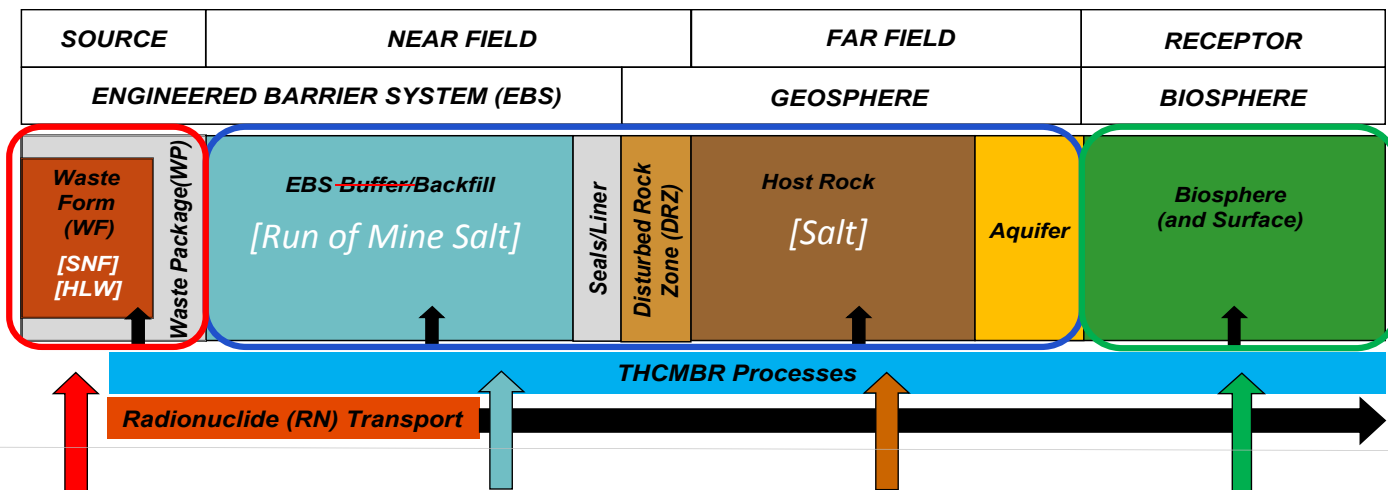 SOURCE
NEAR FIELD
FAR FIELD
RECEPTOR
ENGINEERED BARRIER SYSTEM (EBS)
GEOSPHERE
BIOSPHERE
Waste
Form
(WF)
[SNF]
[HLW]
Waste Package(WP)
EBS Buffer/Backfill
[Run of Mine Salt]
Seals/Liner
Disturbed Rock
Zone (DRZ)
Host Rock
[Salt]
Aquifer
Biosphere
(and Surface)
THCMBR Processes
Radionuclide (RN) Transport